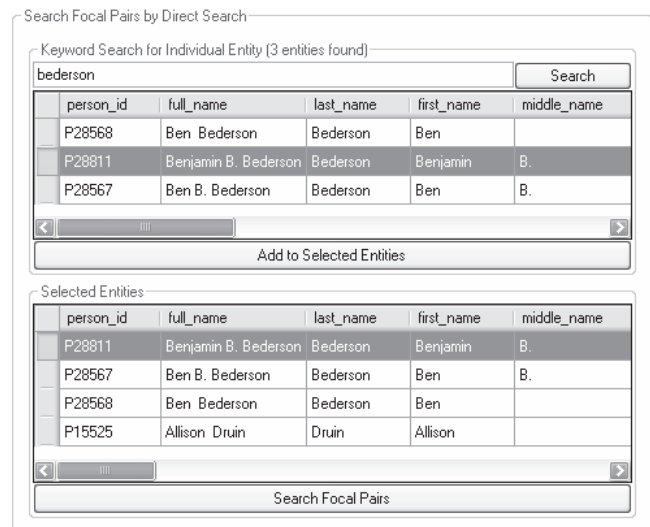 Search Focal Pairs by Direct Search
Keyword Search for Individual Entity (3 entities found)
bederson Search
person_id full_name last_name first_name middle_name
P28568 Ben Bederson Bederson Ben
P28811 Benjamin B. Bederson Bederson Benjamin B.
P28567 Ben B. Bederson Bederson Ben B.
Add to Selected Entities
Selected Entities
person_id full_name last_name first_name middle_name
P28811 Benjamin B. Bederson Bederson Benjamin B.
P28567 Ben B. Bederson Bederson Ben B.
P28568 Ben Bederson Bederson Ben
P15525 Allison Druin Druin Allison
Search Focal Pairs